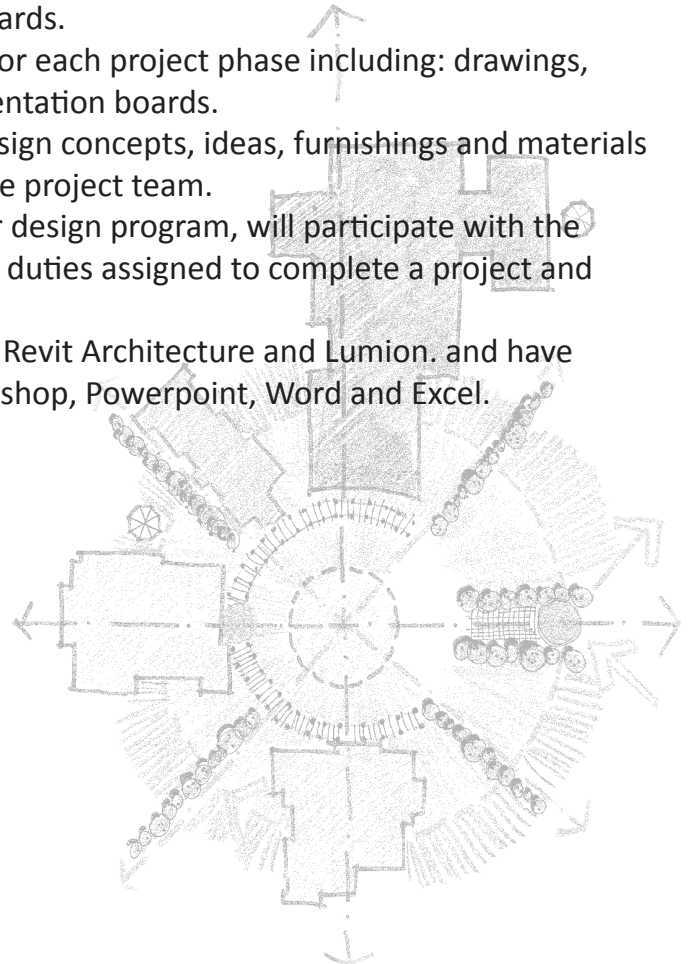 ards.
or each project phase including: drawings,
entation boards.
sign concepts, ideas, furnishings and materials
e project team.
r design program, will participate with the
duties assigned to complete a project and
Revit Architecture and Lumion. and have
shop, Powerpoint, Word and Excel.